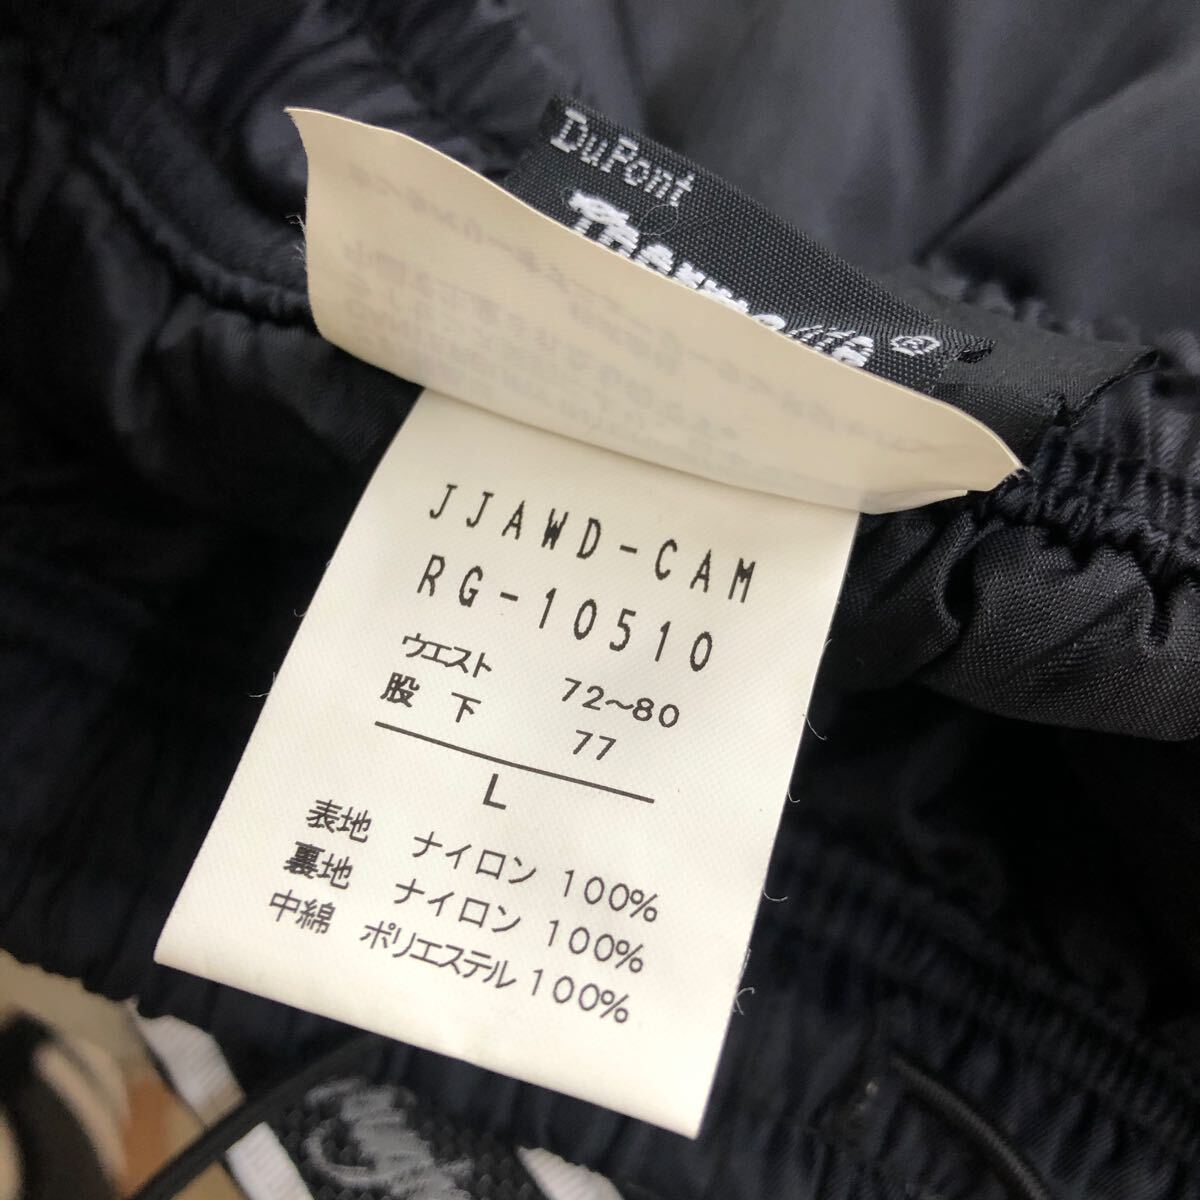 DuPont
Thermolite®
JJAWD-CAM
RG-10510
ウエスト 72～80
股下 77
L
表地 ナイロン 100%
裏地 ナイロン 100%
中綿 ポリエステル 100%